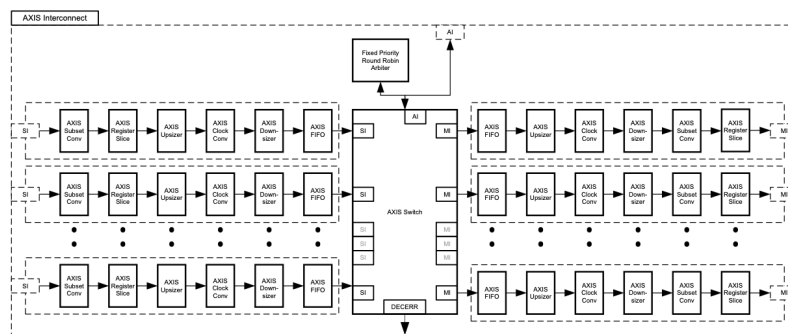 AXIS Interconnect
AI
Fixed Priority
Round Robin
Arbiter
AI
SI
AXIS
Subset
Conv
AXIS
Register
Slice
AXIS
Upsizer
AXIS
Clock
Conv
AXIS
Down-
sizer
AXIS
FIFO
SI
MI
AXIS
FIFO
AXIS
Upsizer
AXIS
Clock
Conv
AXIS
Down-
sizer
AXIS
Subset
Conv
AXIS
Register
Slice
MI
SI
AXIS
Subset
Conv
AXIS
Register
Slice
AXIS
Upsizer
AXIS
Clock
Conv
AXIS
Down-
sizer
AXIS
FIFO
SI
MI
AXIS
FIFO
AXIS
Upsizer
AXIS
Clock
Conv
AXIS
Down-
sizer
AXIS
Subset
Conv
AXIS
Register
Slice
MI
AXIS Switch
SI
SI
SI
MI
MI
MI
SI
AXIS
Subset
Conv
AXIS
Register
Slice
AXIS
Upsizer
AXIS
Clock
Conv
AXIS
Down-
sizer
AXIS
FIFO
SI
MI
AXIS
FIFO
AXIS
Upsizer
AXIS
Clock
Conv
AXIS
Down-
sizer
AXIS
Subset
Conv
AXIS
Register
Slice
MI
DECERR